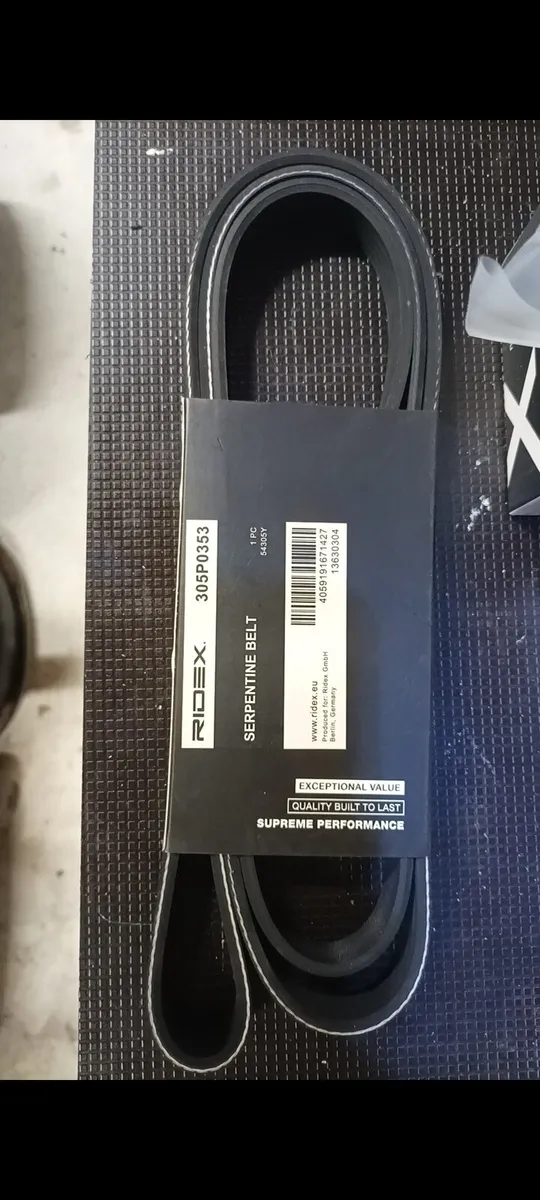 RIDEX. 305P0353
SERPENTINE BELT
1 PC
54305Y
4059191671427
13630304
www.ridex.eu
Produced for: Ridex GmbH
Berlin, Germany
EXCEPTIONAL VALUE
QUALITY BUILT TO LAST
SUPREME PERFORMANCE
X